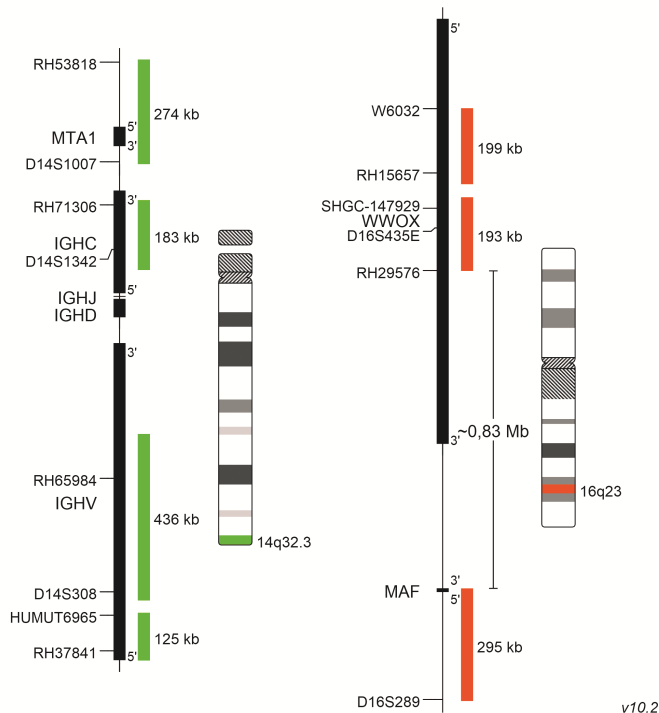 RH53818
274 kb
5'
MTA1
3'
D14S1007
3'
RH71306
183 kb
IGHC
D14S1342
5'
IGHJ
IGHD
3'
RH65984
IGHV
436 kb
14q32.3
D14S308
HUMUT6965
125 kb
RH37841
5'
5'
W6032
199 kb
RH15657
SHGC-147929
WWOX
193 kb
D16S435E
RH29576
~0,83 Mb
3'
16q23
3'
MAF
5'
295 kb
D16S289
v10.2